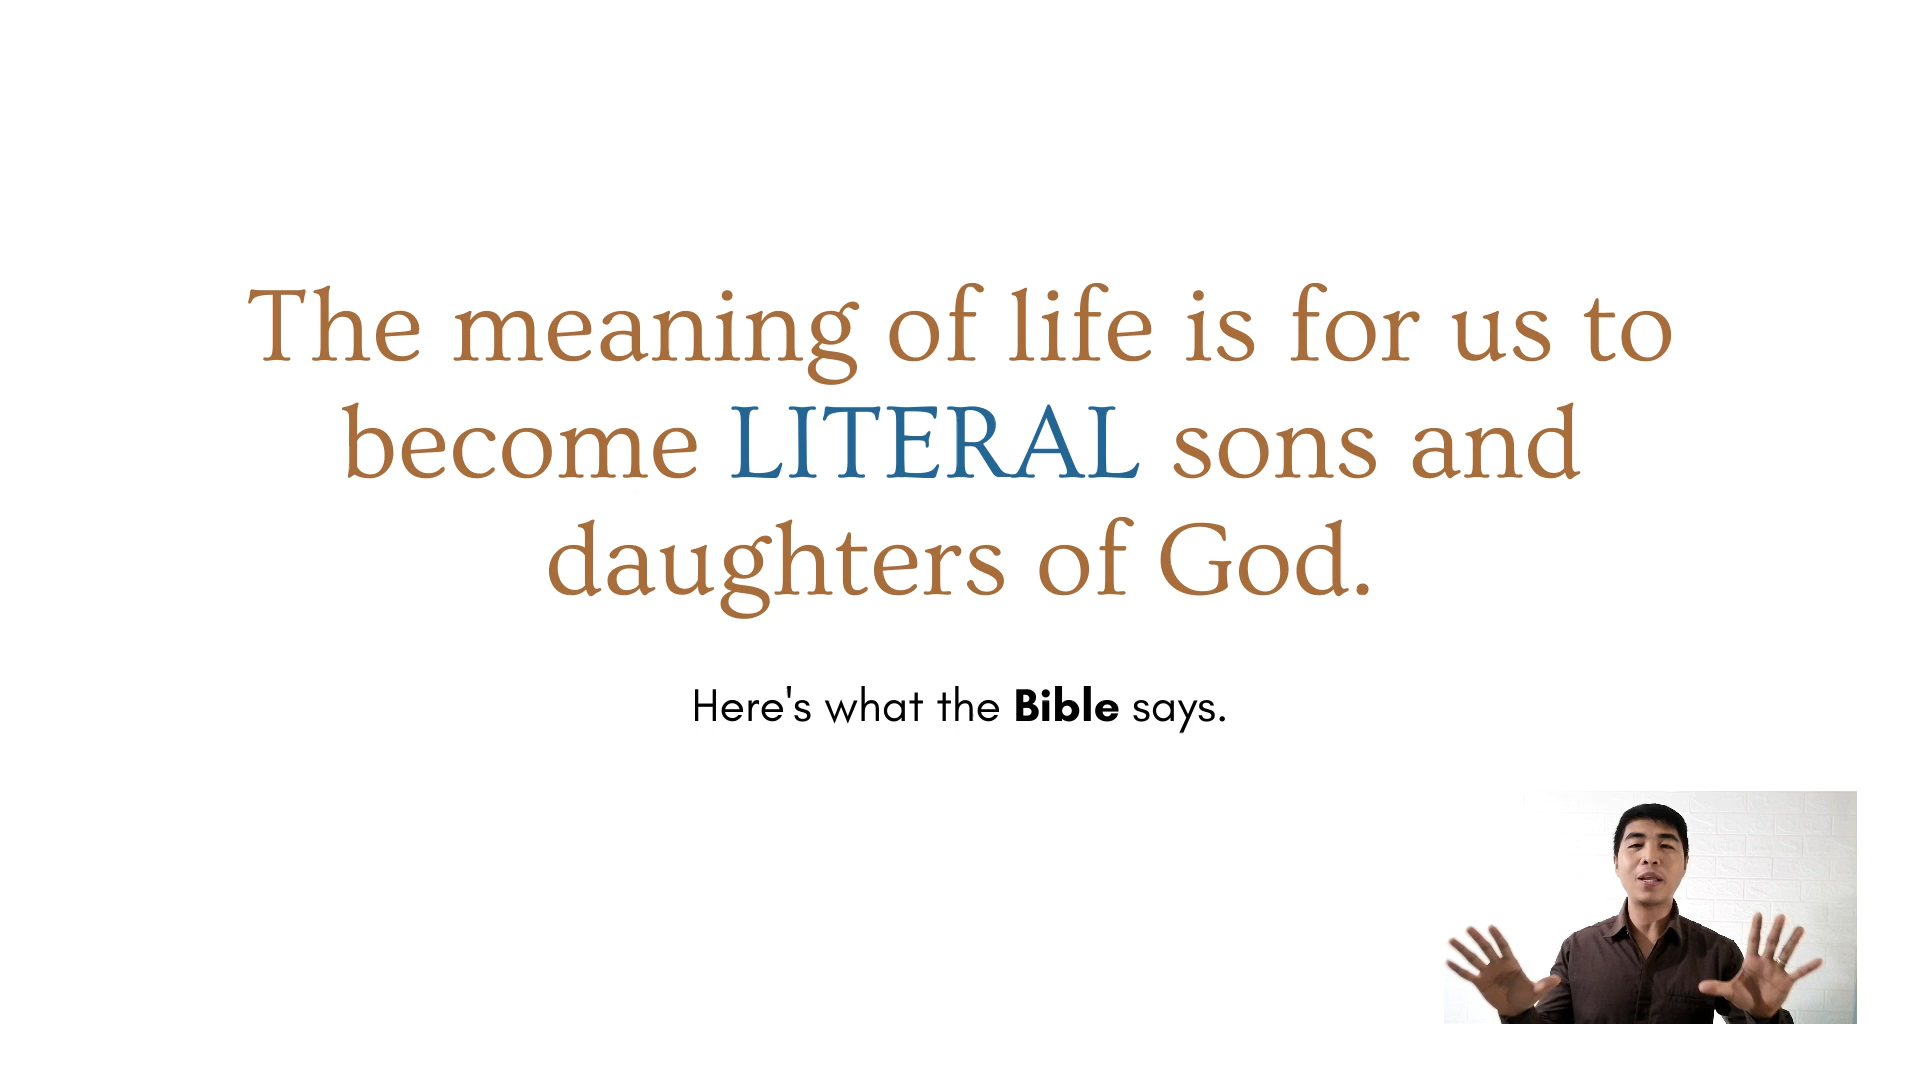 The meaning of life is for us to
become LITERAL sons and
daughters of God.
Here's what the Bible says.